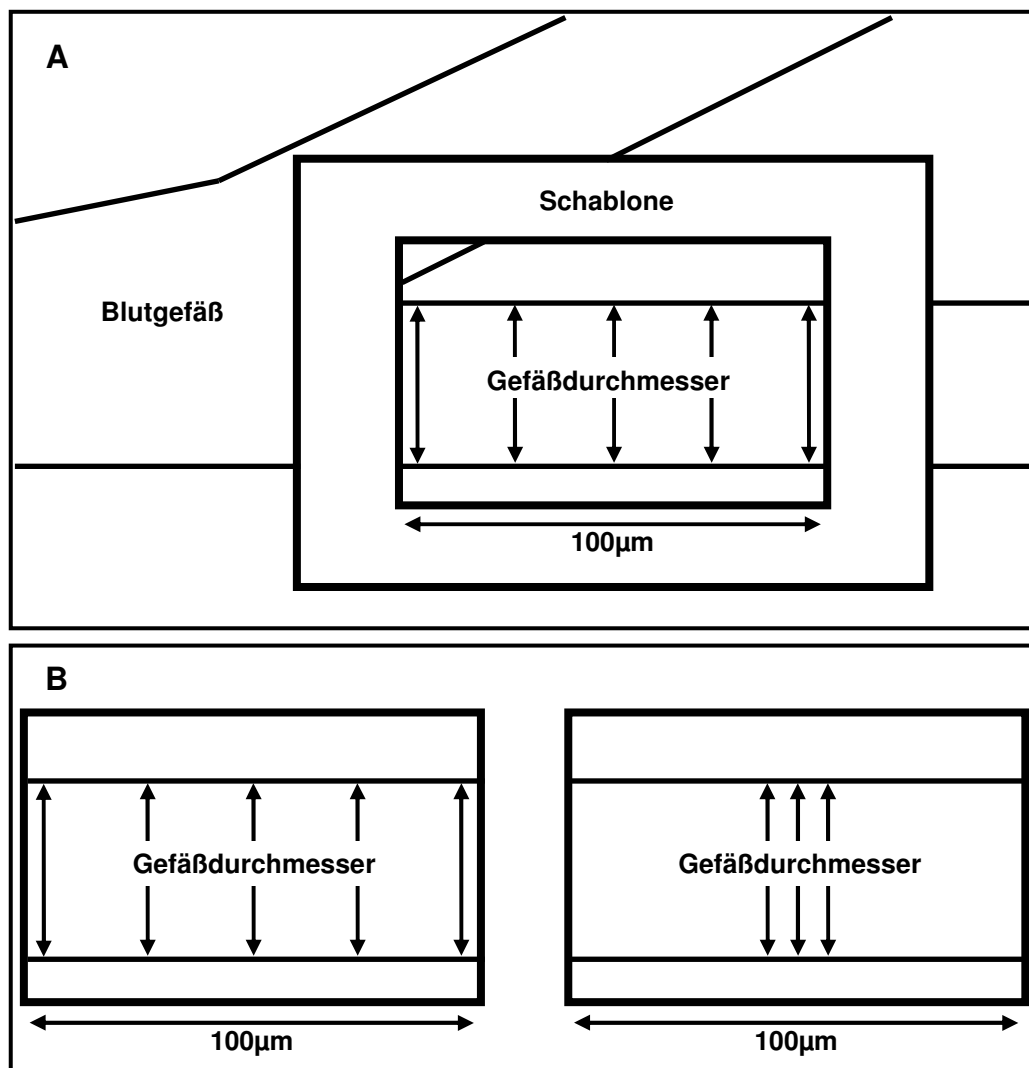 A
Schablone
Blutgefäß
Gefäßdurchmesser
100µm
B
Gefäßdurchmesser
Gefäßdurchmesser
100µm
100µm